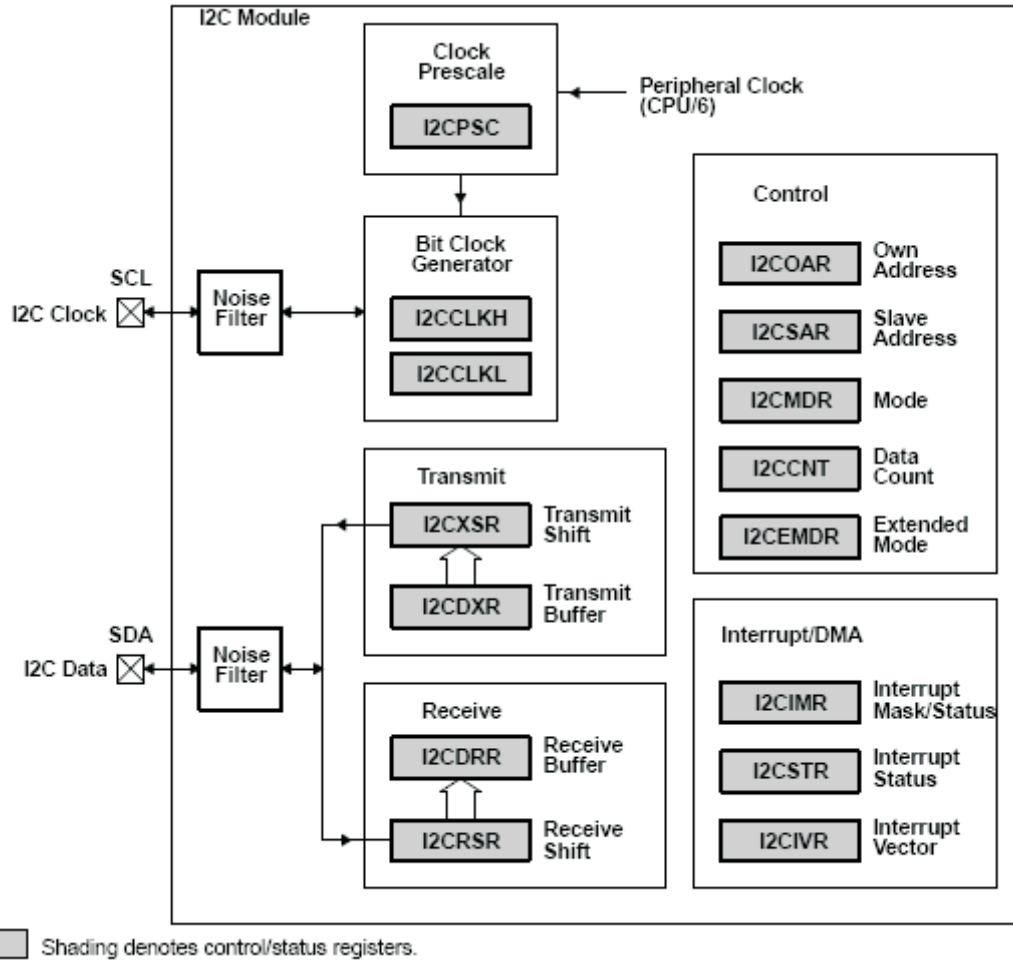 I2C Module
Clock
Prescale
I2CPSC
Peripheral Clock
(CPU/6)
Bit Clock
Generator
I2CCLKH
I2CCLKL
SCL
I2C Clock
Noise
Filter
Control
I2COAR
Own
Address
I2CSAR
Slave
Address
I2CMDR
Mode
I2CCNT
Data
Count
I2CEMDR
Extended
Mode
Transmit
I2CXSR
Transmit
Shift
I2CDXR
Transmit
Buffer
SDA
I2C Data
Noise
Filter
Receive
I2CDRR
Receive
Buffer
I2CRSR
Receive
Shift
Interrupt/DMA
I2CIMR
Interrupt
Mask/Status
I2CSTR
Interrupt
Status
I2CIVR
Interrupt
Vector
Shading denotes control/status registers.